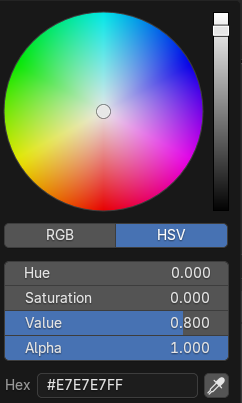 RGB HSV
Hue 0.000
Saturation 0.000
Value 0.800
Alpha 1.000
Hex #E7E7E7FF